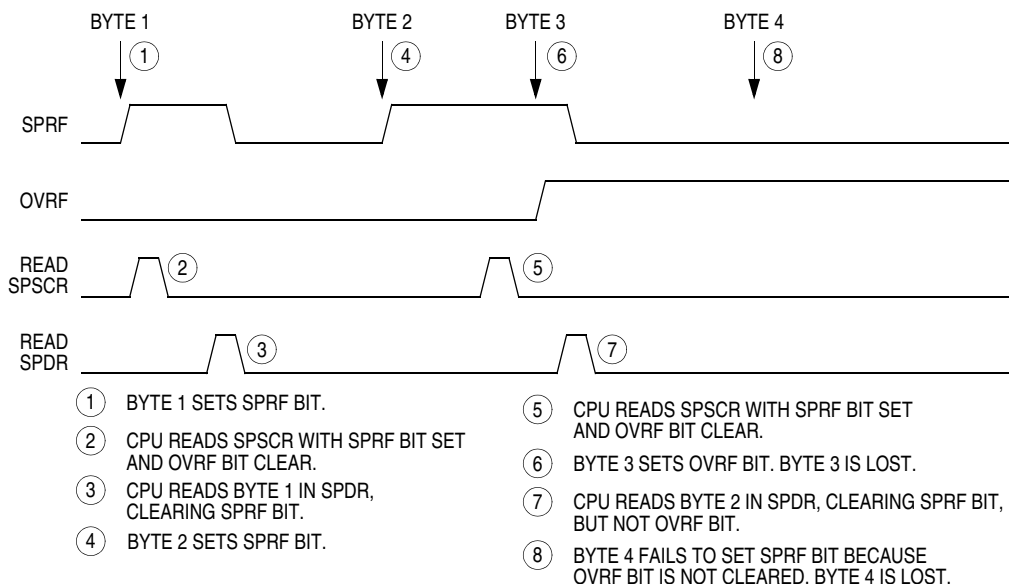 BYTE 1 BYTE 2 BYTE 3 BYTE 4
1 4 6 8
SPRF
OVRF
READ
SPSCR
2 5
READ
SPDR
3 7
1 BYTE 1 SETS SPRF BIT.
2 CPU READS SPSCR WITH SPRF BIT SET
AND OVRF BIT CLEAR.
3 CPU READS BYTE 1 IN SPDR,
CLEARING SPRF BIT.
4 BYTE 2 SETS SPRF BIT.
5 CPU READS SPSCR WITH SPRF BIT SET
AND OVRF BIT CLEAR.
6 BYTE 3 SETS OVRF BIT. BYTE 3 IS LOST.
7 CPU READS BYTE 2 IN SPDR, CLEARING SPRF BIT,
BUT NOT OVRF BIT.
8 BYTE 4 FAILS TO SET SPRF BIT BECAUSE
OVRF BIT IS NOT CLEARED. BYTE 4 IS LOST.